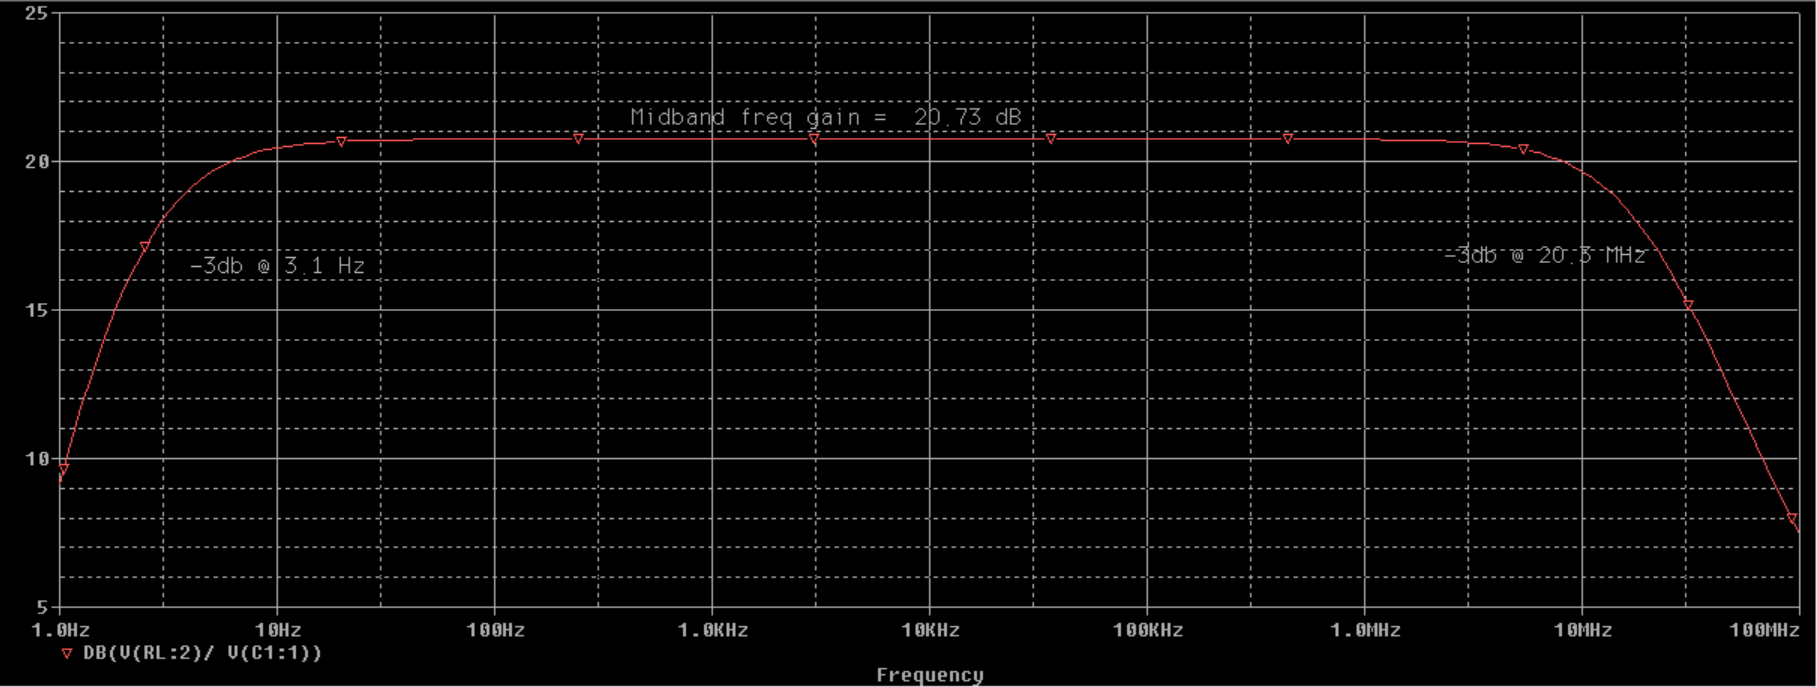 25
Midband freq gain = 20.73 dB
20
-3db @ 3.1 Hz
-3db @ 20.3 MHz
15
10
5
1.0Hz 10Hz 100Hz 1.0KHz 10KHz 100KHz 1.0MHz 10MHz 100MHz
DB(V(RL:2)/ V(C1:1))
Frequency